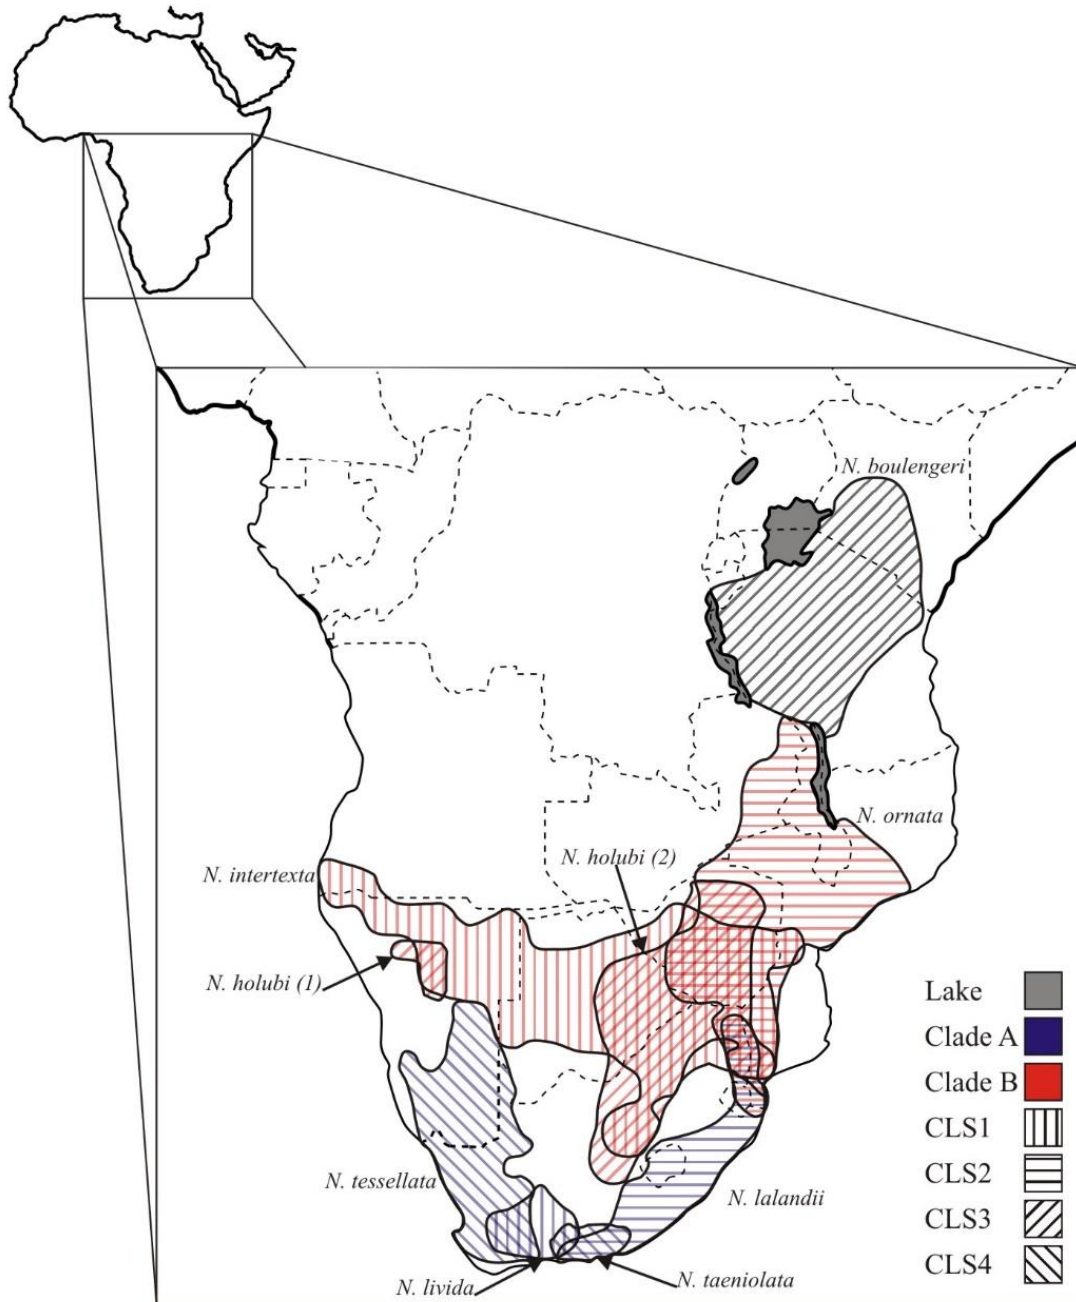 N. boulengeri
N. ornata
N. holubi (2)
N. intertexta
N. holubi (1)
N. tessellata
N. lalandii
N. livida
N. taeniolata
Lake
Clade A
Clade B
CLS1
CLS2
CLS3
CLS4